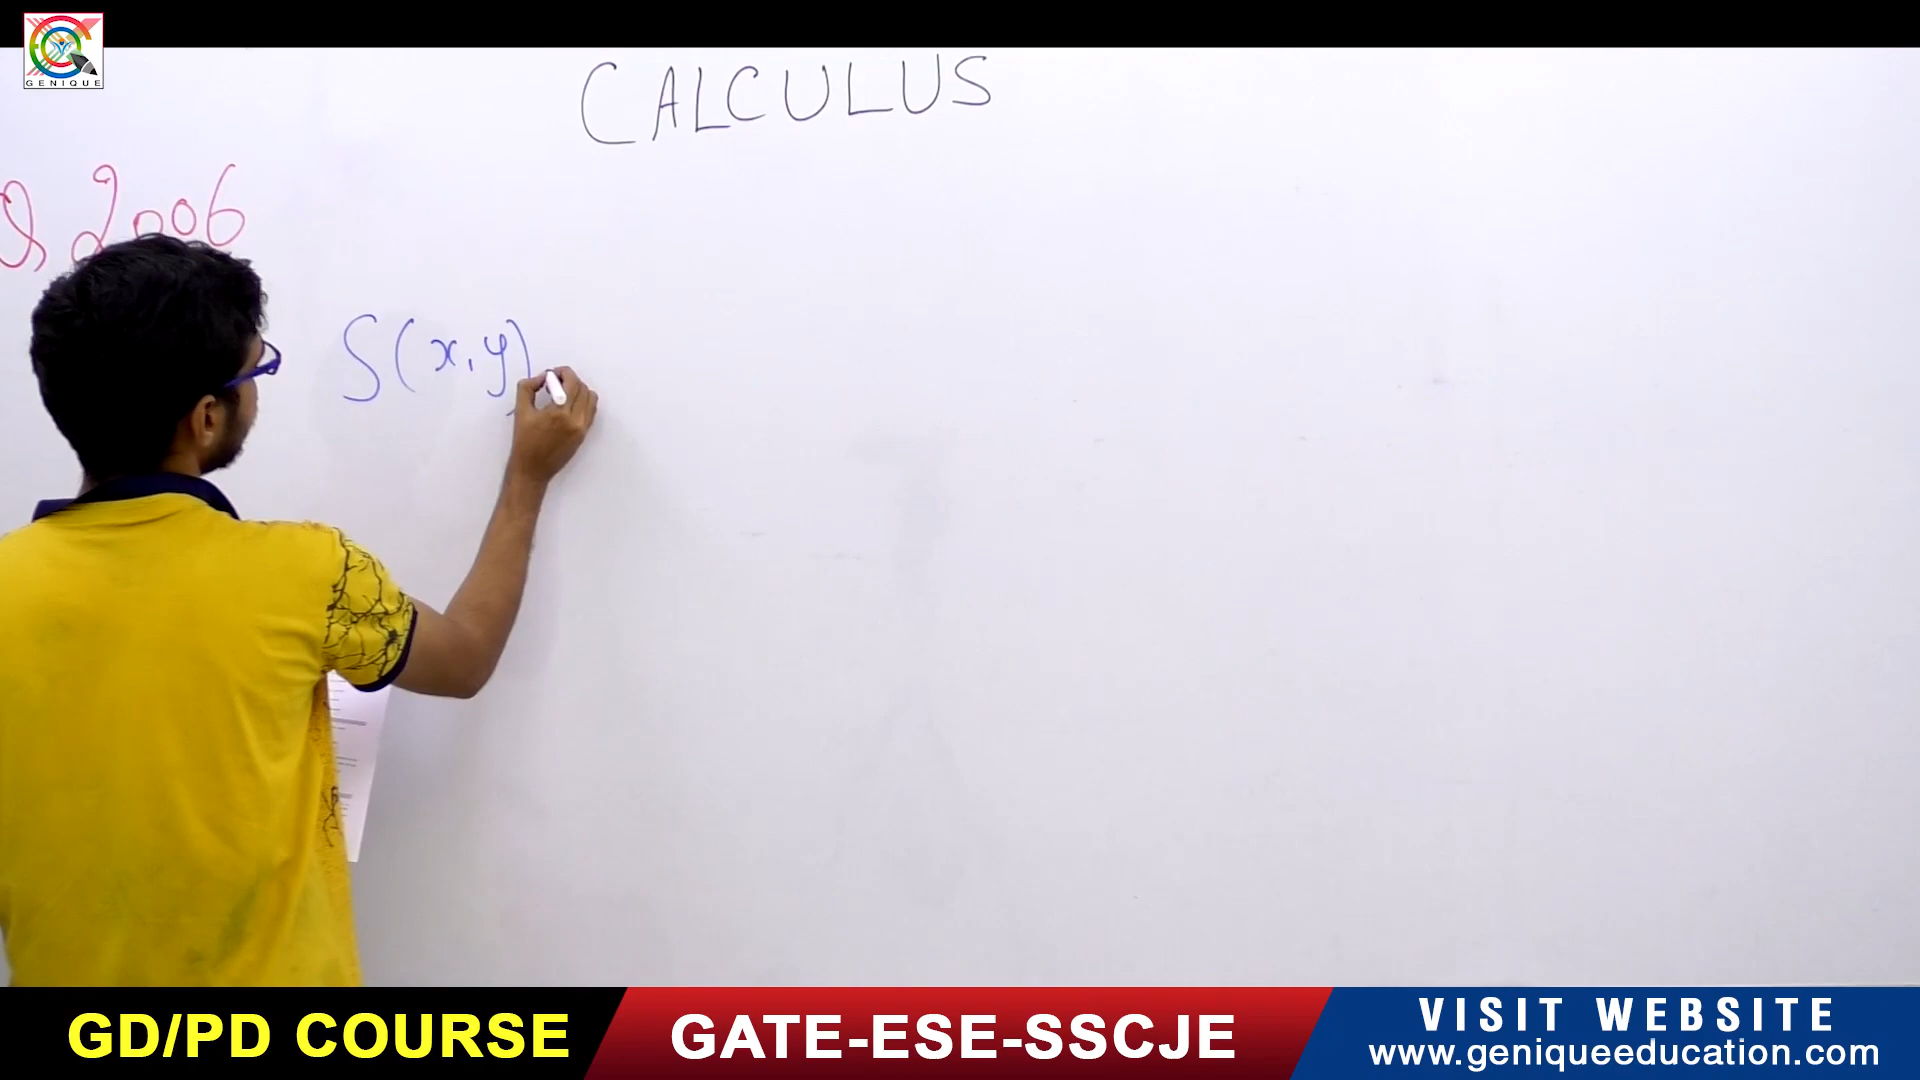 GENIQUE
CALCULUS
2006
S(x,y)
GD/PD COURSE
GATE-ESE-SSCJE
VISIT WEBSITE
www.geniqueeducation.com